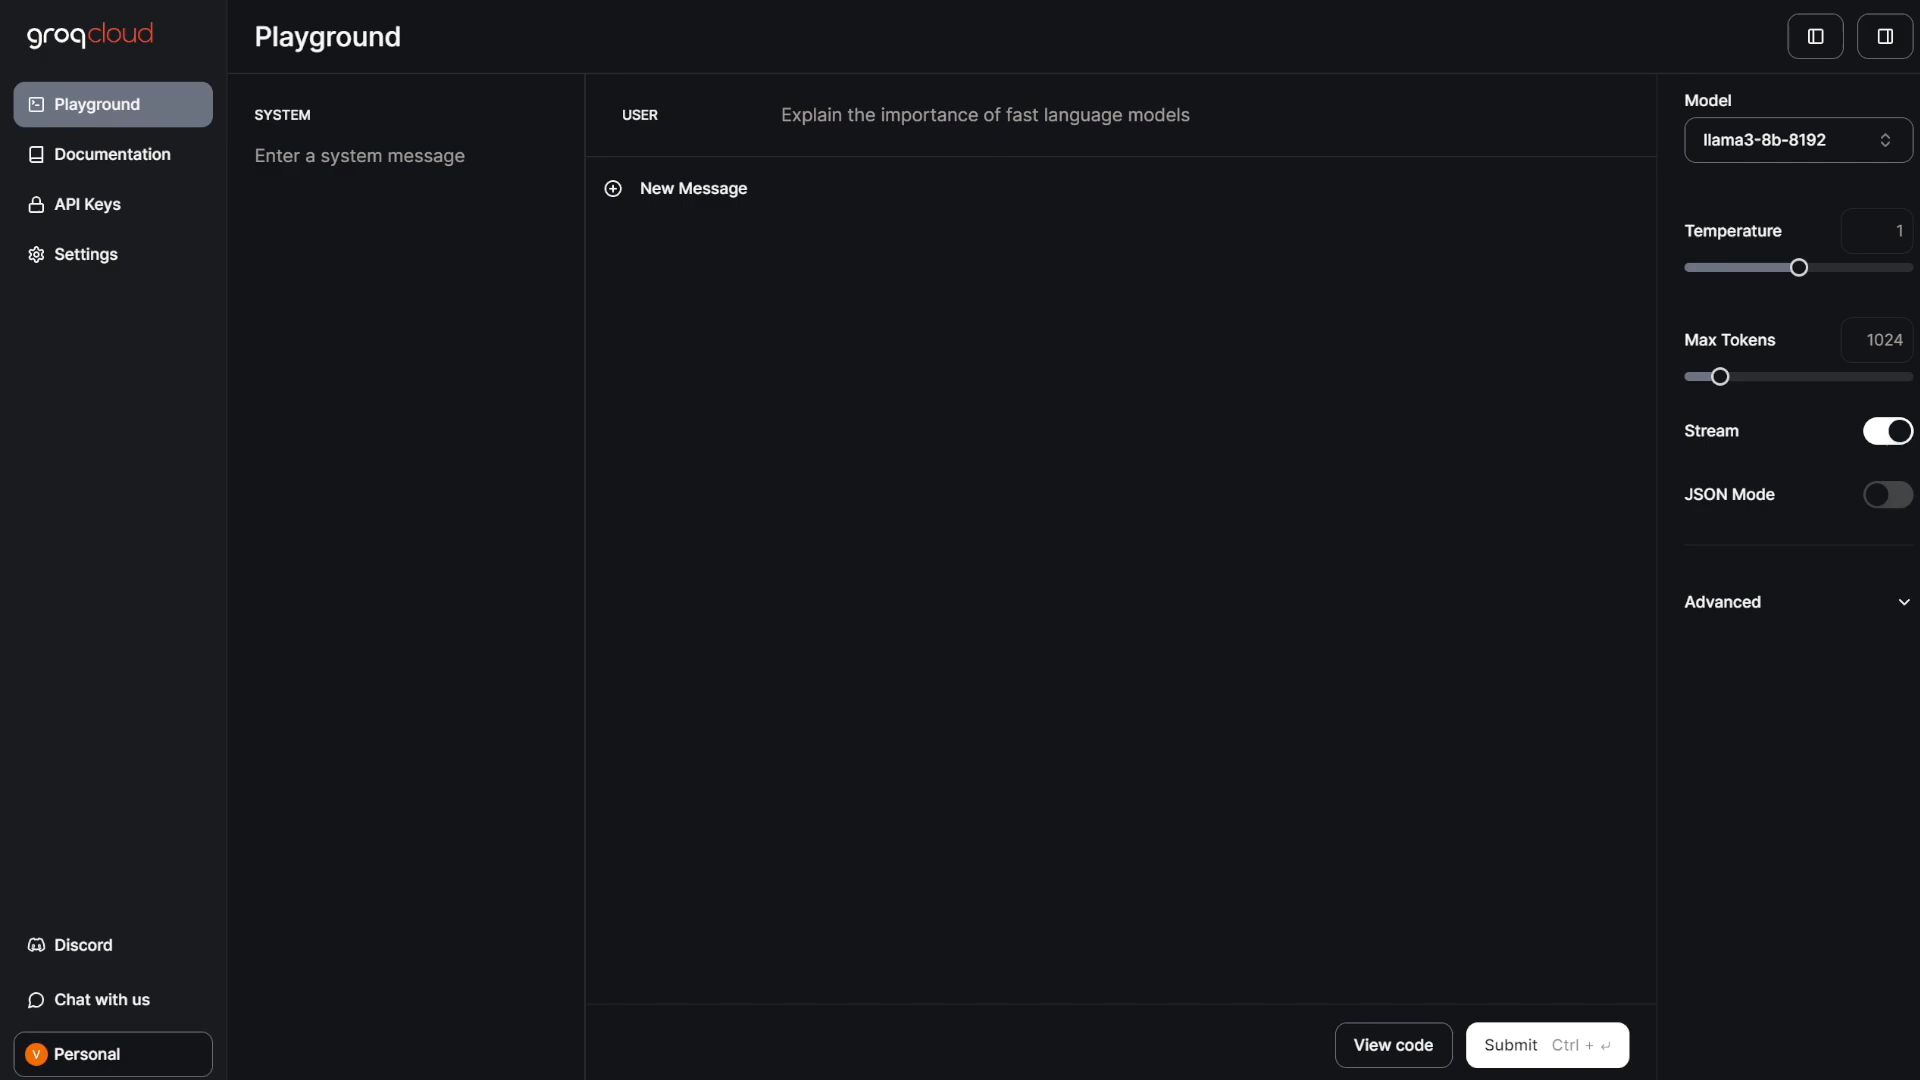 groqcloud
Playground
Documentation
API Keys
Settings
Discord
Chat with us
V Personal
Playground
SYSTEM
Enter a system message
USER
Explain the importance of fast language models
New Message
View code
Submit Ctrl + ↵
Model
llama3-8b-8192
Temperature 1
Max Tokens 1024
Stream
JSON Mode
Advanced